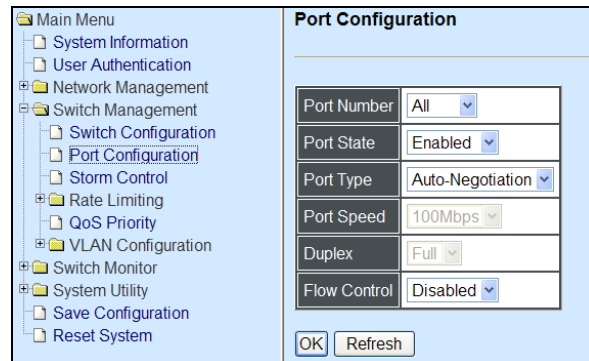 Main Menu
System Information
User Authentication
Network Management
Switch Management
Switch Configuration
Port Configuration
Storm Control
Rate Limiting
QoS Priority
VLAN Configuration
Switch Monitor
System Utility
Save Configuration
Reset System
Port Configuration
Port Number All
Port State Enabled
Port Type Auto-Negotiation
Port Speed 100Mbps
Duplex Full
Flow Control Disabled
OK Refresh